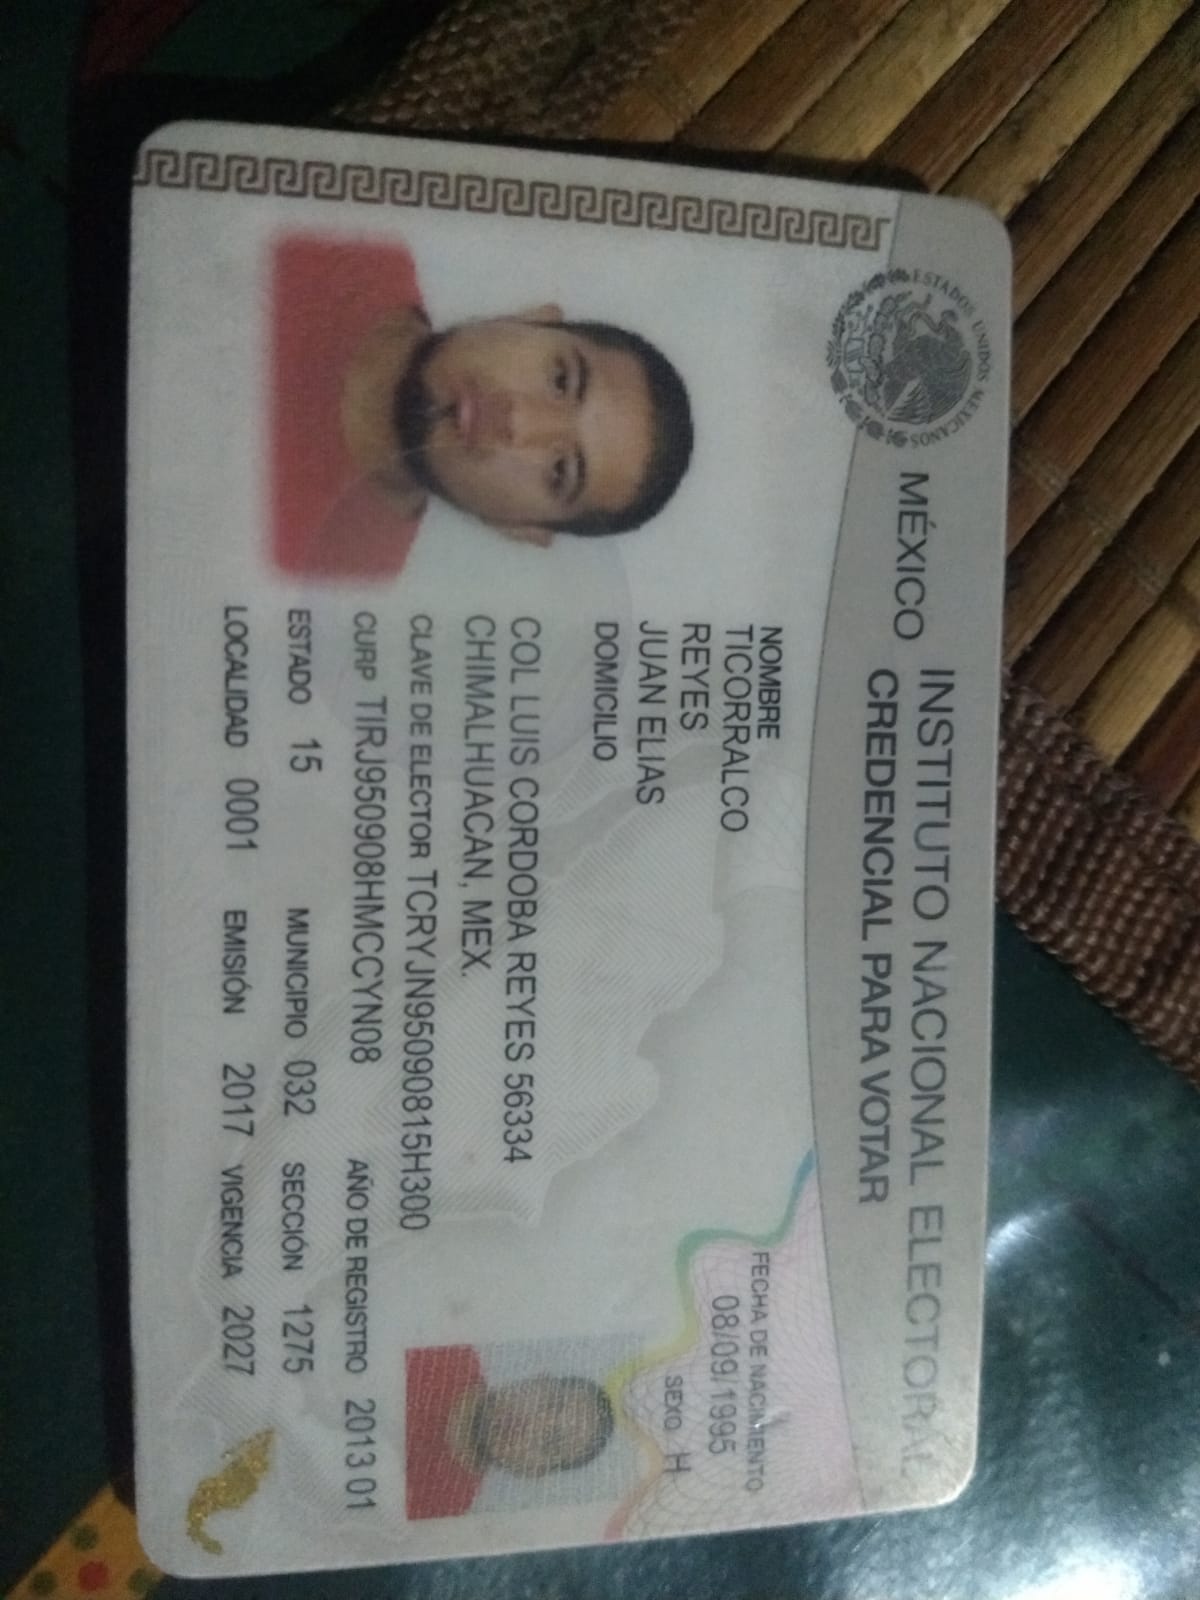 ESTADOS UNIDOS MEXICANOS
MÉXICO INSTITUTO NACIONAL ELECTORAL
CREDENCIAL PARA VOTAR
NOMBRE
TICORRALCO
REYES
JUAN ELIAS
FECHA DE NACIMIENTO
08/09/1995
SEXO H
DOMICILIO
COL LUIS CORDOBA REYES 56334
CHIMALHUACAN, MEX.
CLAVE DE ELECTOR TCRYJN95090815H300
CURP TIRJ950908HMCCYN08 AÑO DE REGISTRO 2013 01
ESTADO 15 MUNICIPIO 032 SECCIÓN 1275
LOCALIDAD 0001 EMISIÓN 2017 VIGENCIA 2027